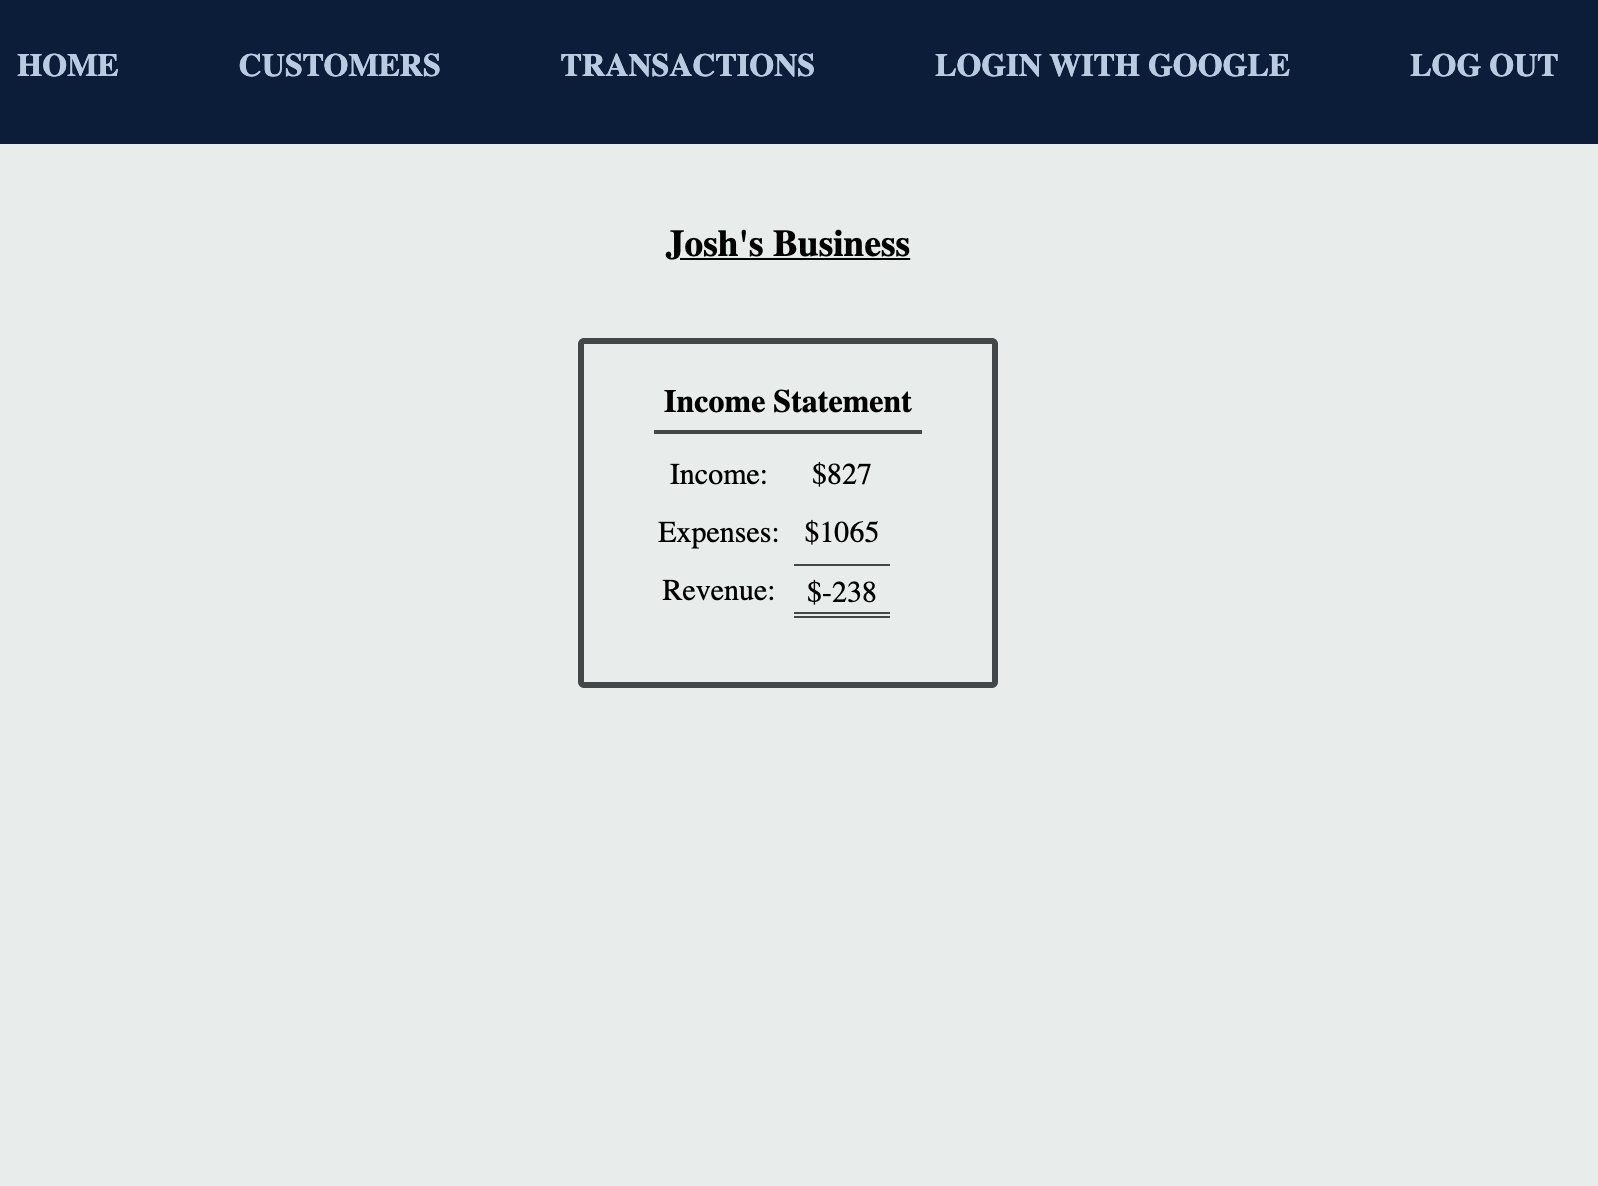 HOME CUSTOMERS TRANSACTIONS LOGIN WITH GOOGLE LOG OUT
Josh's Business
Income Statement
Income: $827
Expenses: $1065
Revenue: $-238